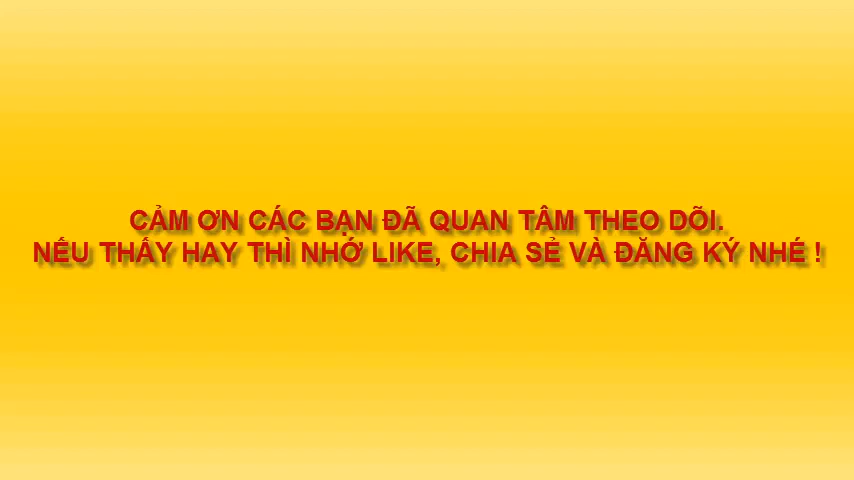 CẢM ƠN CÁC BẠN ĐÃ QUAN TÂM THEO DÕI.
NẾU THẤY HAY THÌ NHỚ LIKE, CHIA SẺ VÀ ĐĂNG KÝ NHÉ !